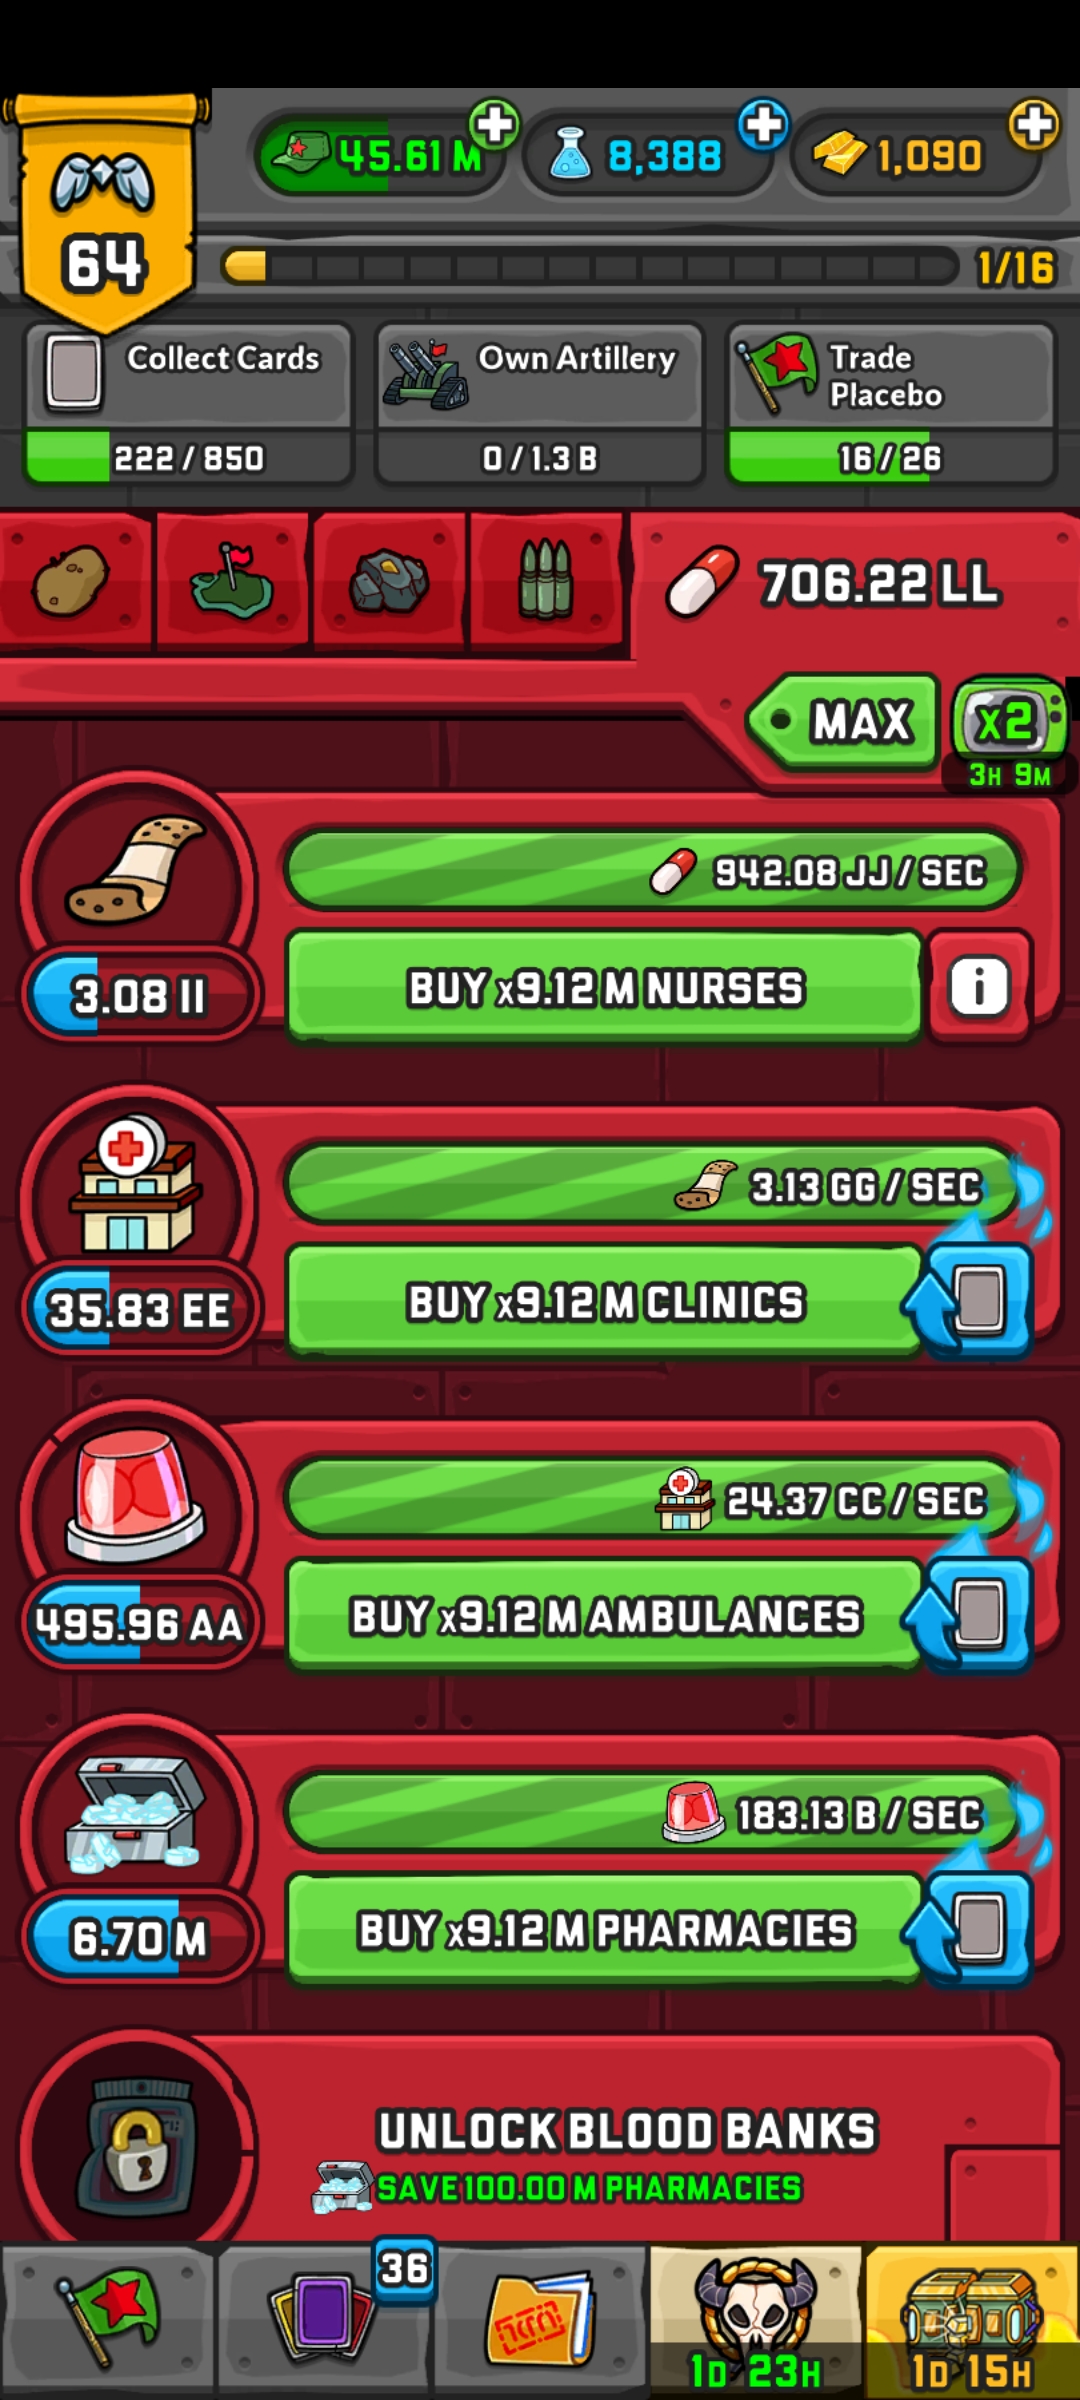 45.61 M
8,388
1,090
64
1/16
Collect Cards
222 / 850
Own Artillery
0 / 1.3 B
Trade
Placebo
16 / 26
706.22 LL
MAX
x2
3H 9M
942.08 JJ / SEC
3.08 II
BUY x9.12 M NURSES
i
3.13 GG / SEC
35.83 EE
BUY x9.12 M CLINICS
24.37 CC / SEC
495.96 AA
BUY x9.12 M AMBULANCES
183.13 B / SEC
6.70 M
BUY x9.12 M PHARMACIES
UNLOCK BLOOD BANKS
SAVE 100.00 M PHARMACIES
36
1D 23H
1D 15H